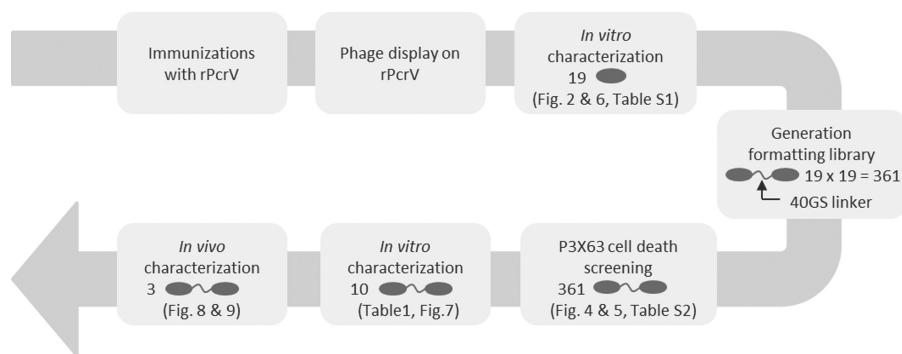 Immunizations
with rPcrV
Phage display on
rPcrV
In vitro
characterization
19
(Fig. 2 & 6, Table S1)
Generation
formatting library
19 x 19 = 361
40GS linker
P3X63 cell death
screening
361
(Fig. 4 & 5, Table S2)
In vitro
characterization
10
(Table1, Fig.7)
In vivo
characterization
3
(Fig. 8 & 9)